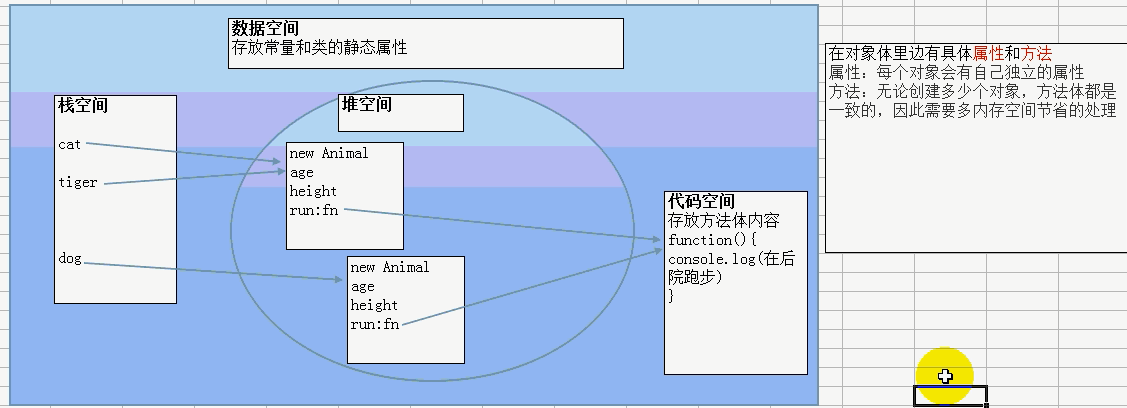 数据空间
存放常量和类的静态属性
在对象体里边有具体属性和方法
属性：每个对象会有自己独立的属性
方法：无论创建多少个对象，方法体都是
一致的，因此需要多内存空间节省的处理
栈空间
cat
tiger
dog
堆空间
new Animal
age
height
run:fn
new Animal
age
height
run:fn
代码空间
存放方法体内容
function(){
console.log(在后
院跑步)
}